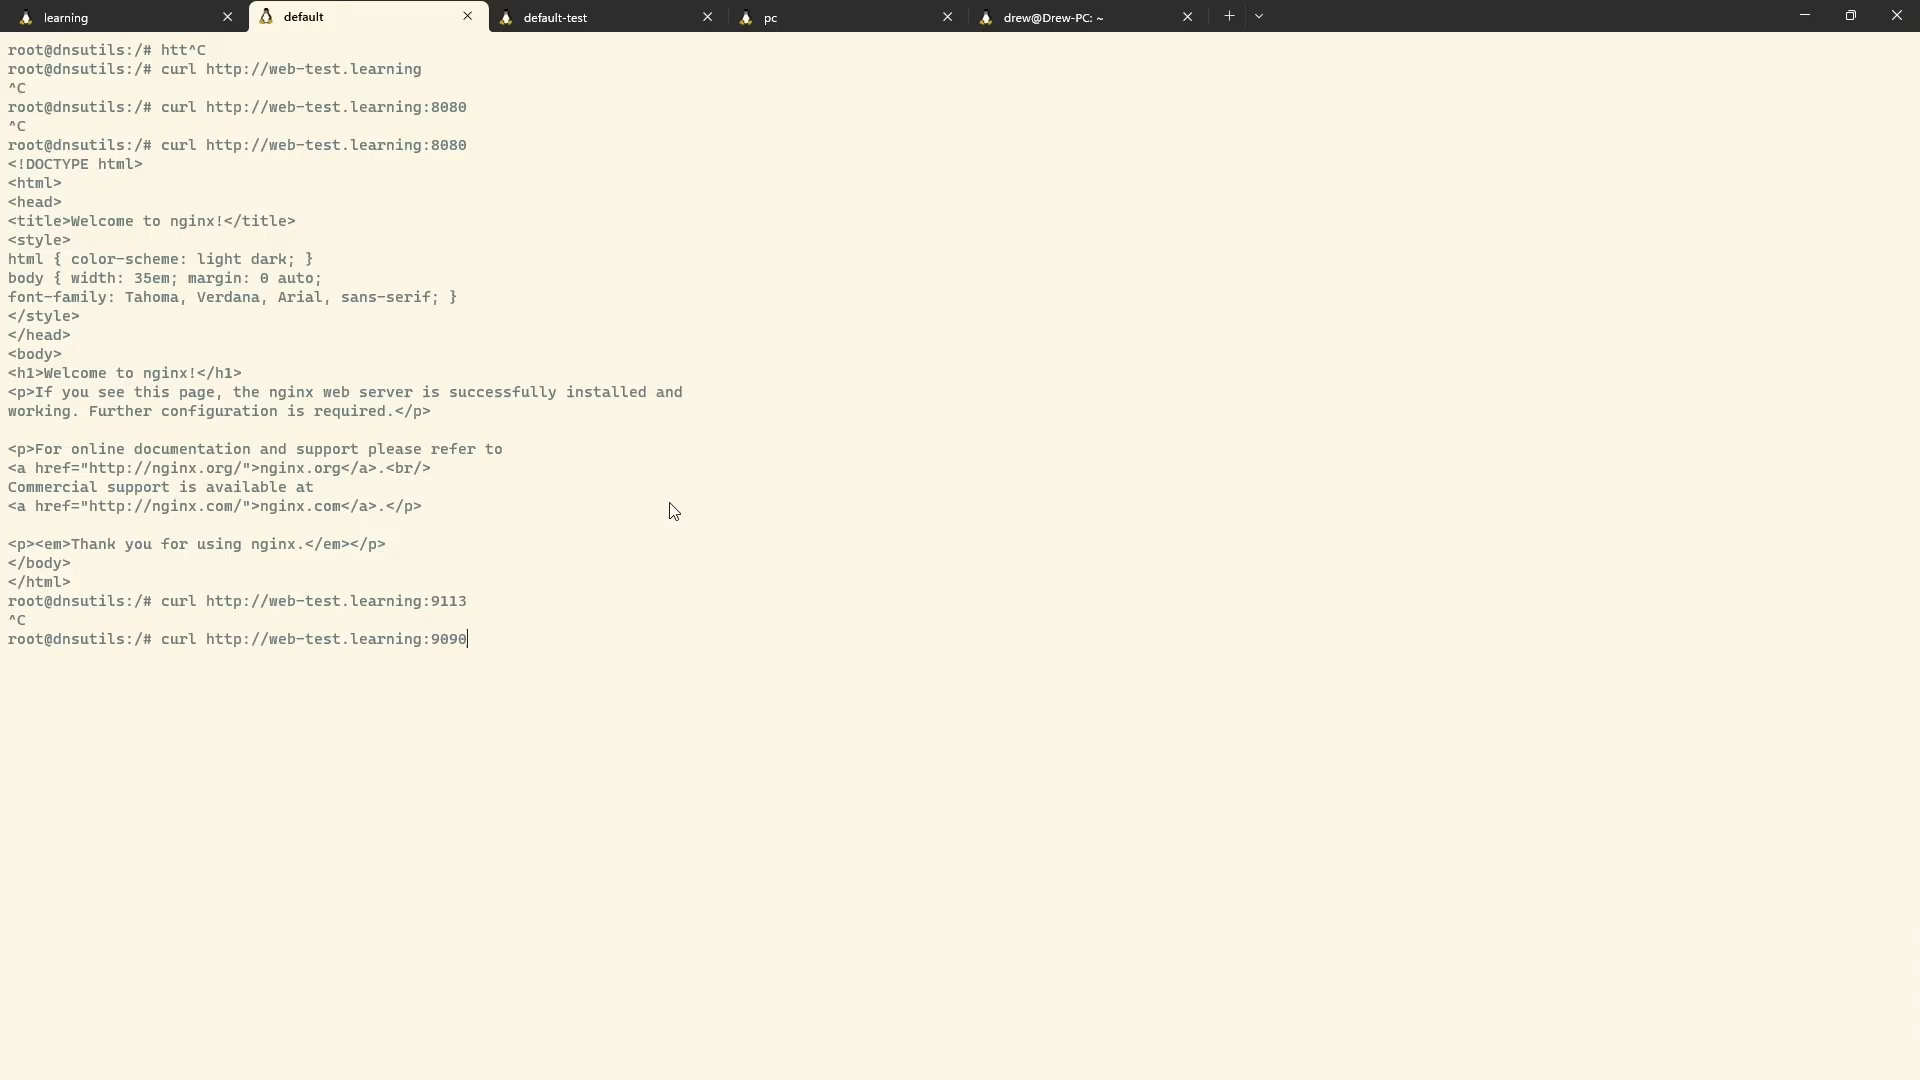 learning
default
default-test
pc
drew@Drew-PC: ~
root@dnsutils:/# htt^C
root@dnsutils:/# curl http://web-test.learning
^C
root@dnsutils:/# curl http://web-test.learning:8080
^C
root@dnsutils:/# curl http://web-test.learning:8080
<!DOCTYPE html>
<html>
<head>
<title>Welcome to nginx!</title>
<style>
html { color-scheme: light dark; }
body { width: 35em; margin: 0 auto;
font-family: Tahoma, Verdana, Arial, sans-serif; }
</style>
</head>
<body>
<h1>Welcome to nginx!</h1>
<p>If you see this page, the nginx web server is successfully installed and
working. Further configuration is required.</p>

<p>For online documentation and support please refer to
<a href="http://nginx.org/">nginx.org</a>.<br/>
Commercial support is available at
<a href="http://nginx.com/">nginx.com</a>.</p>

<p><em>Thank you for using nginx.</em></p>
</body>
</html>
root@dnsutils:/# curl http://web-test.learning:9113
^C
root@dnsutils:/# curl http://web-test.learning:9090